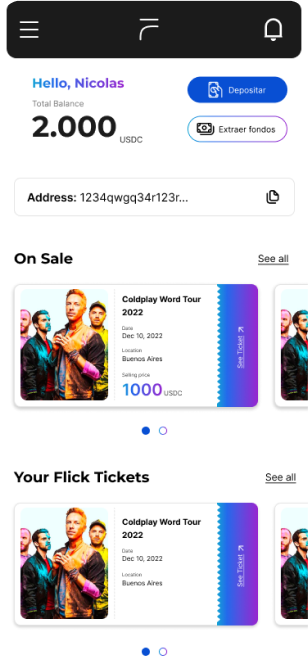 Hello, Nicolas
Total Balance
2.000 USDC
Depositar
Extraer fondos
Address: 1234qwgq34r123r...
On Sale
See all
Coldplay Word Tour
2022
Date
Dec 10, 2022
Location
Buenos Aires
Selling price
1000 USDC
See Ticket
Your Flick Tickets
See all
Coldplay Word Tour
2022
Date
Dec 10, 2022
Location
Buenos Aires
See Ticket